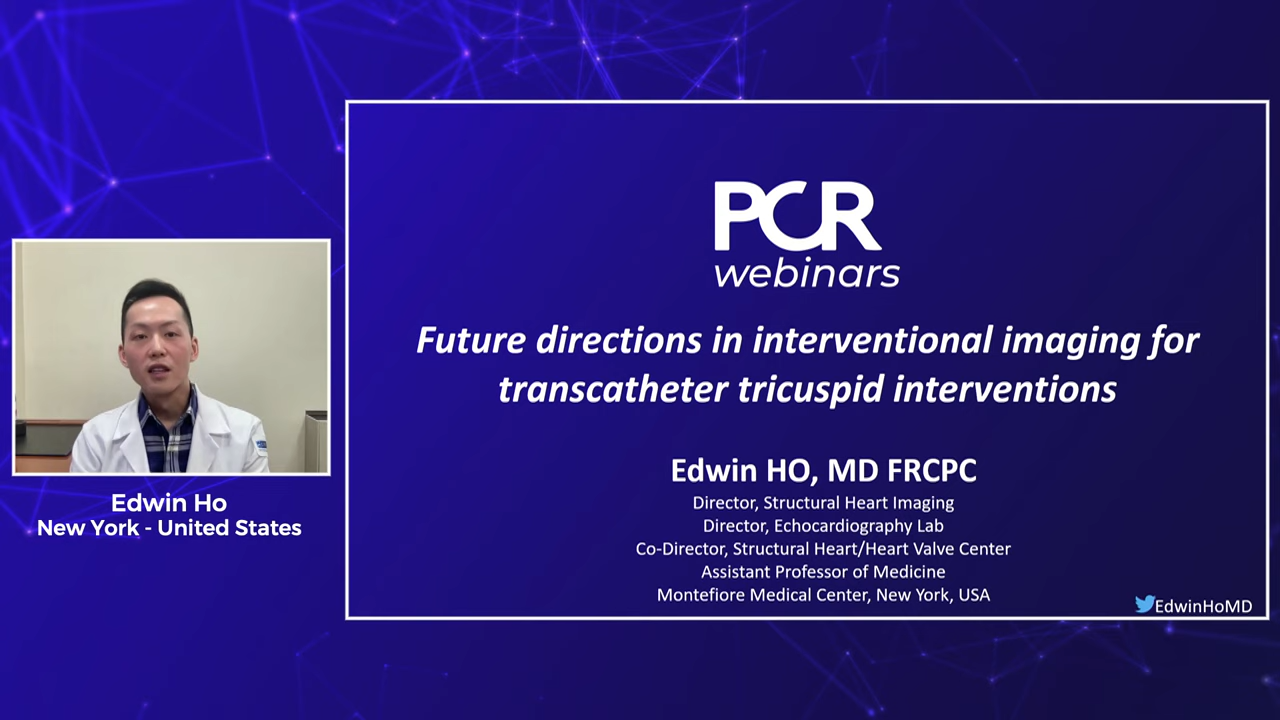 PCR
webinars
Future directions in interventional imaging for
transcatheter tricuspid interventions
Edwin HO, MD FRCPC
Director, Structural Heart Imaging
Director, Echocardiography Lab
Co-Director, Structural Heart/Heart Valve Center
Assistant Professor of Medicine
Montefiore Medical Center, New York, USA
EdwinHoMD
Edwin Ho
New York - United States